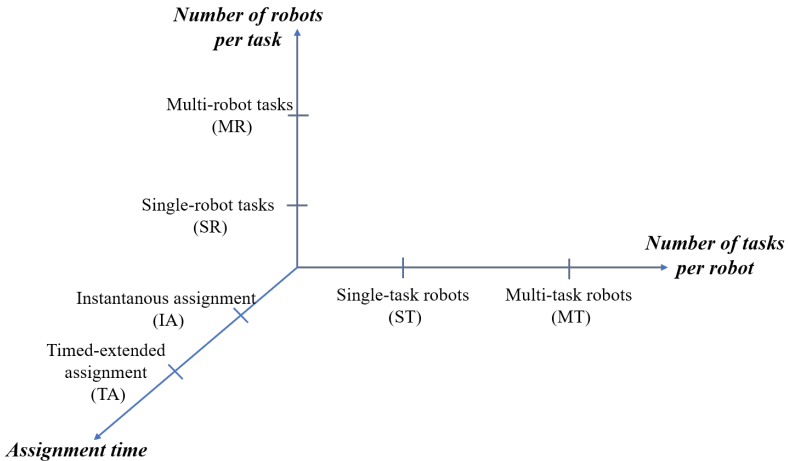 Number of robots
per task
Multi-robot tasks
(MR)
Single-robot tasks
(SR)
Number of tasks
per robot
Single-task robots
(ST)
Multi-task robots
(MT)
Instantanous assignment
(IA)
Timed-extended
assignment
(TA)
Assignment time